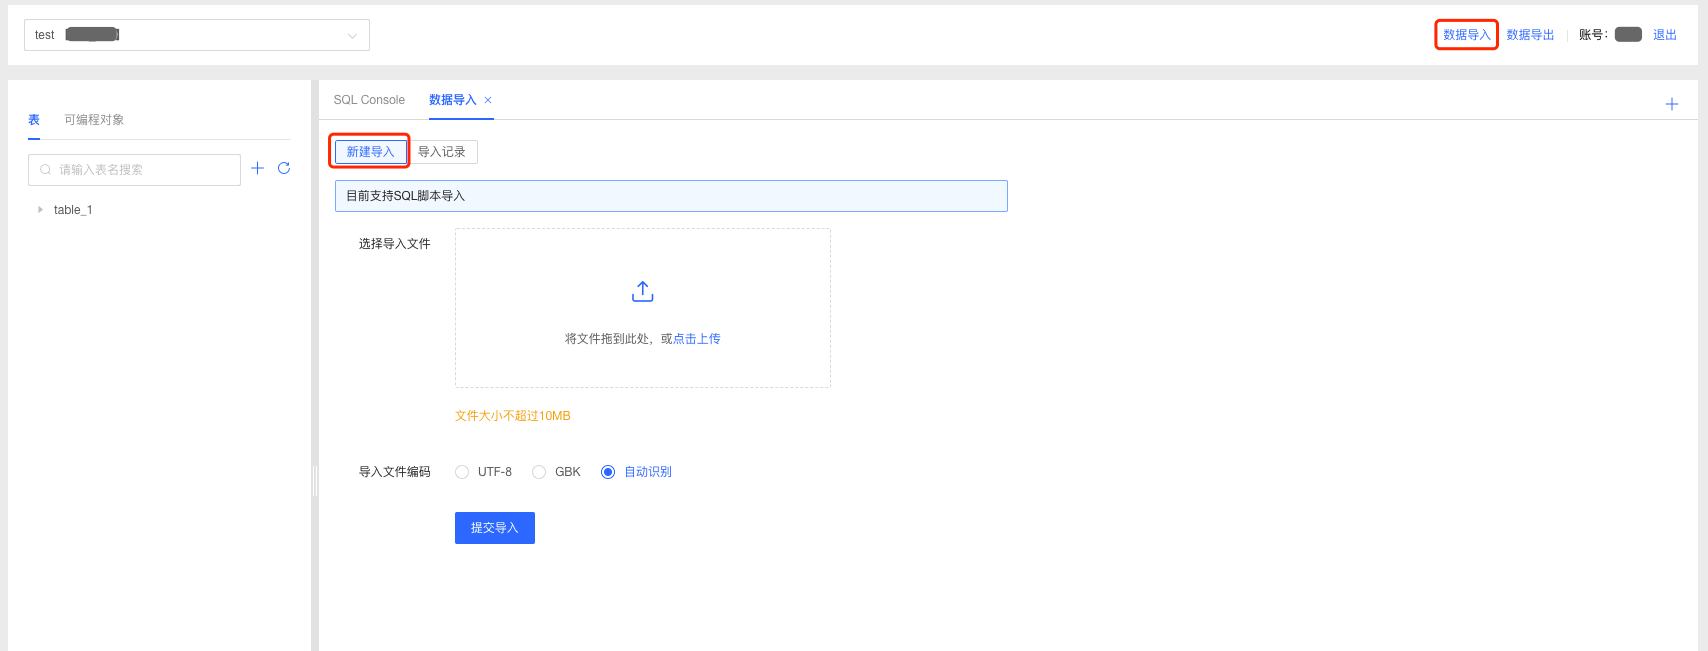 test
数据导入 数据导出 账号： 退出
表 可编程对象
请输入表名搜索
table_1
SQL Console 数据导入
新建导入 导入记录
目前支持SQL脚本导入
选择导入文件
将文件拖到此处，或点击上传
文件大小不超过10MB
导入文件编码 UTF-8 GBK 自动识别
提交导入